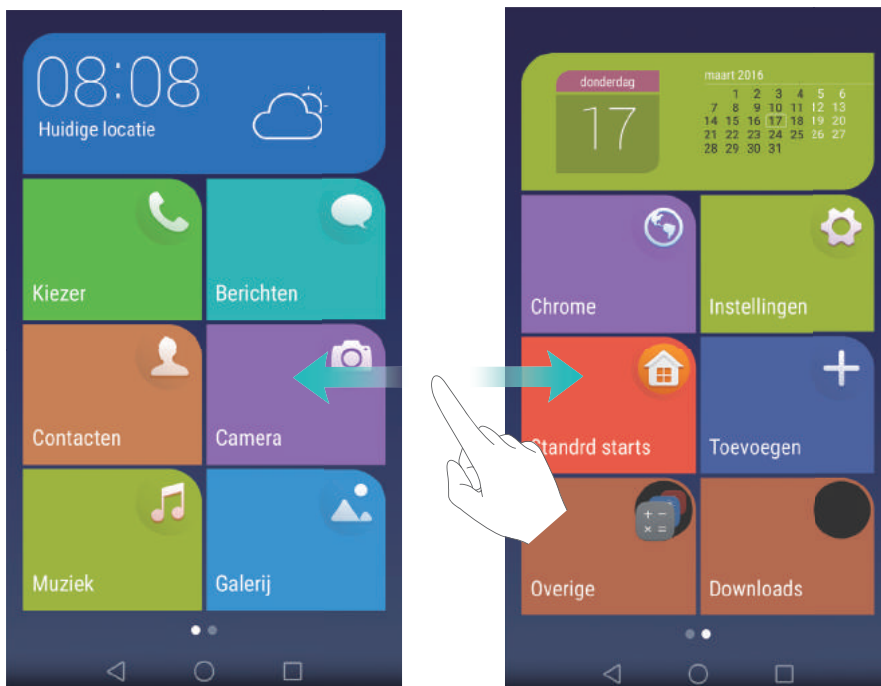 08:08
Huidige locatie
Kiezer
Berichten
Contacten
Camera
Muziek
Galerij
donderdag
17
maart 2016
1 2 3 4 5 6
7 8 9 10 11 12 13
14 15 16 17 18 19 20
21 22 23 24 25 26 27
28 29 30 31
Chrome
Instellingen
Standrd starts
Toevoegen
Overige
Downloads